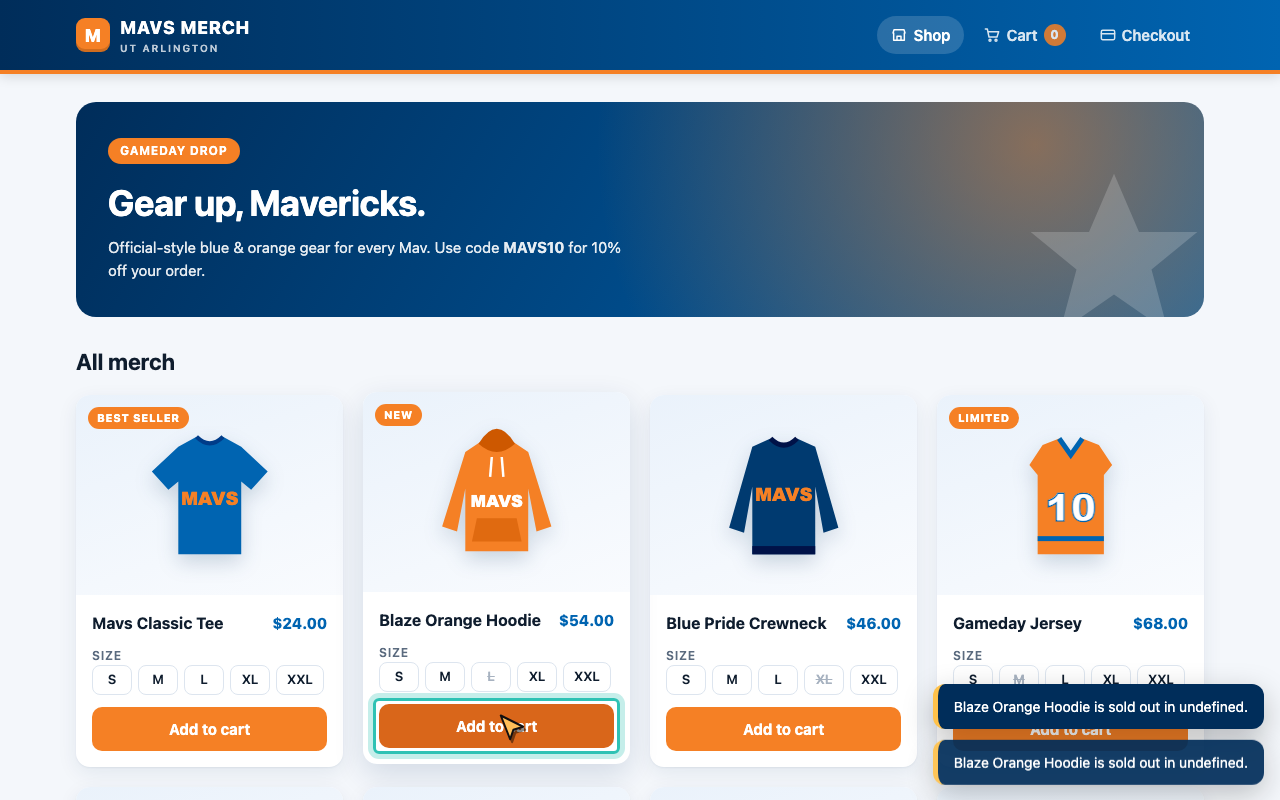 M
MAVS MERCH
UT ARLINGTON
Shop
Cart 0
Checkout
GAMEDAY DROP
Gear up, Mavericks.
Official-style blue & orange gear for every Mav. Use code MAVS10 for 10%
off your order.
All merch
BEST SELLER
MAVS
Mavs Classic Tee $24.00
SIZE
S M L XL XXL
Add to cart
NEW
MAVS
Blaze Orange Hoodie $54.00
SIZE
S M L XL XXL
Add to cart
MAVS
Blue Pride Crewneck $46.00
SIZE
S M L XL XXL
Add to cart
LIMITED
10
Gameday Jersey $68.00
SIZE
S M L XL XXL
Add to cart
Blaze Orange Hoodie is sold out in undefined.
Blaze Orange Hoodie is sold out in undefined.